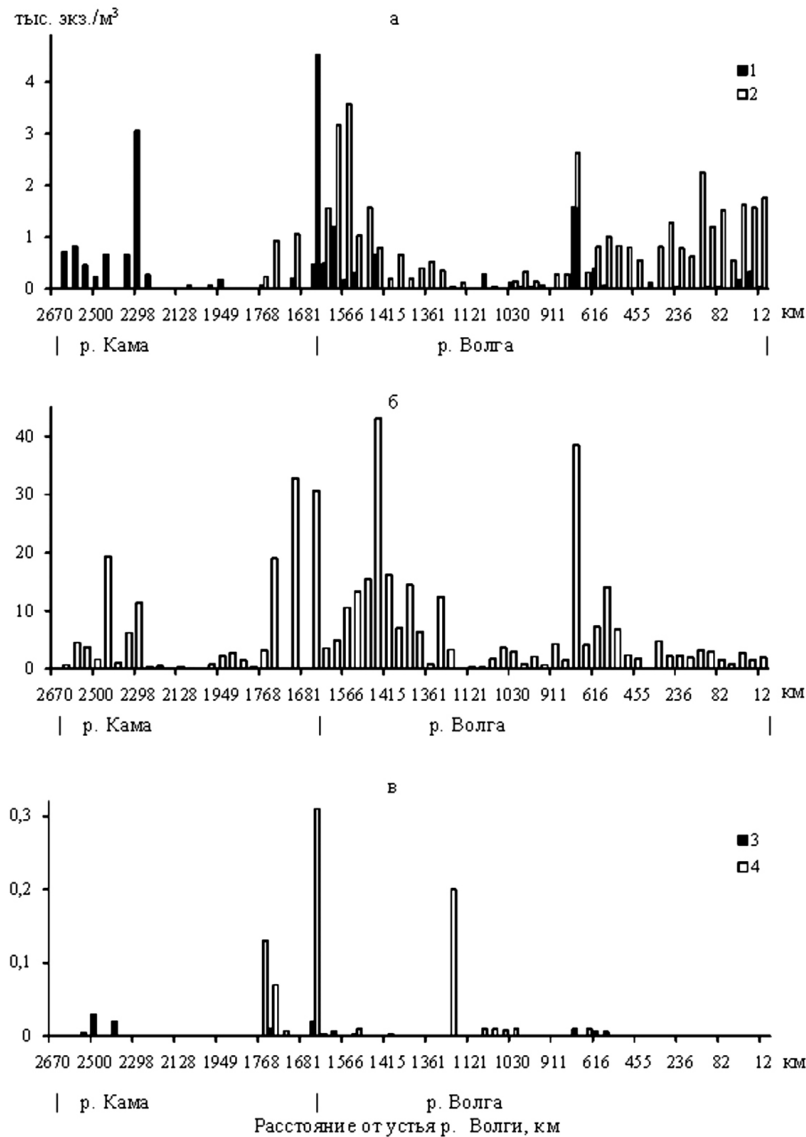 тыс. экз./м³
а
4
3
2
1
0
1
2
2670 2500 2298 2128 1949 1768 1681 1566 1415 1361 1121 1030 911 616 455 236 82 12 км
| р. Кама | р. Волга |
б
40
30
20
10
0
2670 2500 2298 2128 1949 1768 1681 1566 1415 1361 1121 1030 911 616 455 236 82 12 км
| р. Кама | р. Волга |
в
0,3
0,2
0,1
0
3
4
2670 2500 2298 2128 1949 1768 1681 1566 1415 1361 1121 1030 911 616 455 236 82 12 км
| р. Кама | р. Волга |
Расстояние от устья р. Волги, км